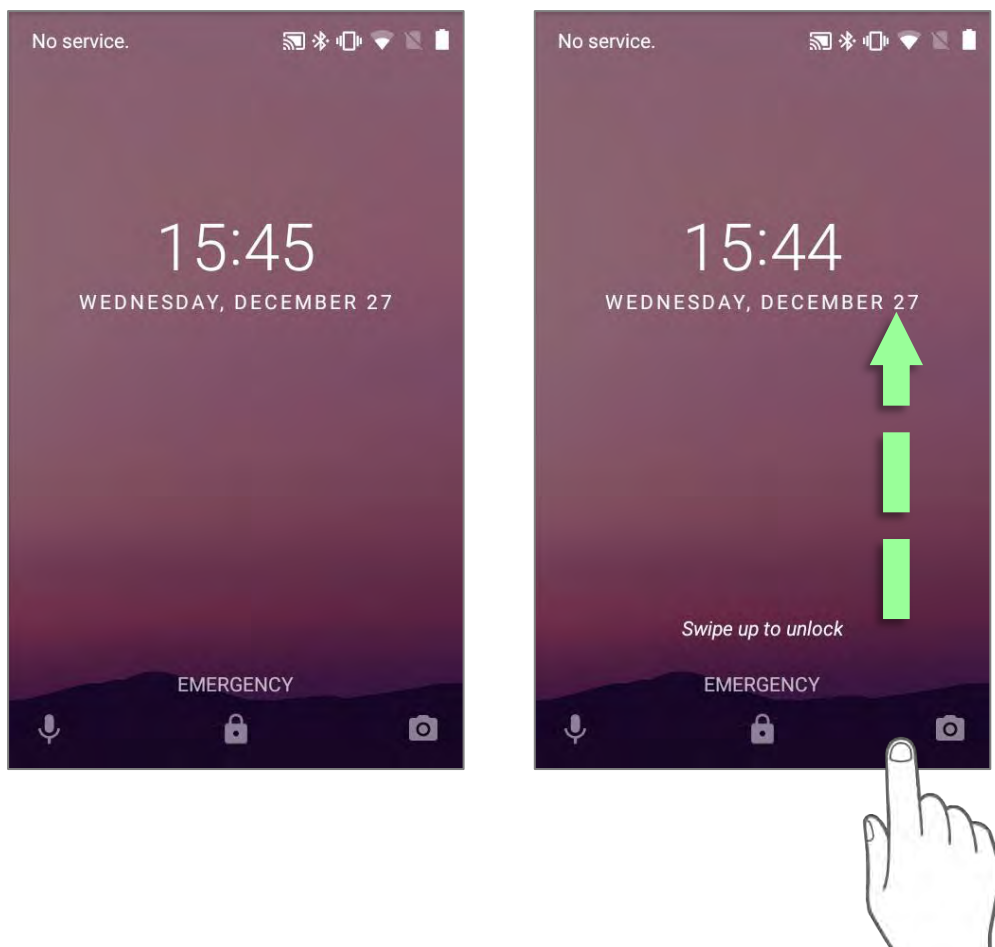 No service.
15:45
WEDNESDAY, DECEMBER 27
EMERGENCY
No service.
15:44
WEDNESDAY, DECEMBER 27
Swipe up to unlock
EMERGENCY